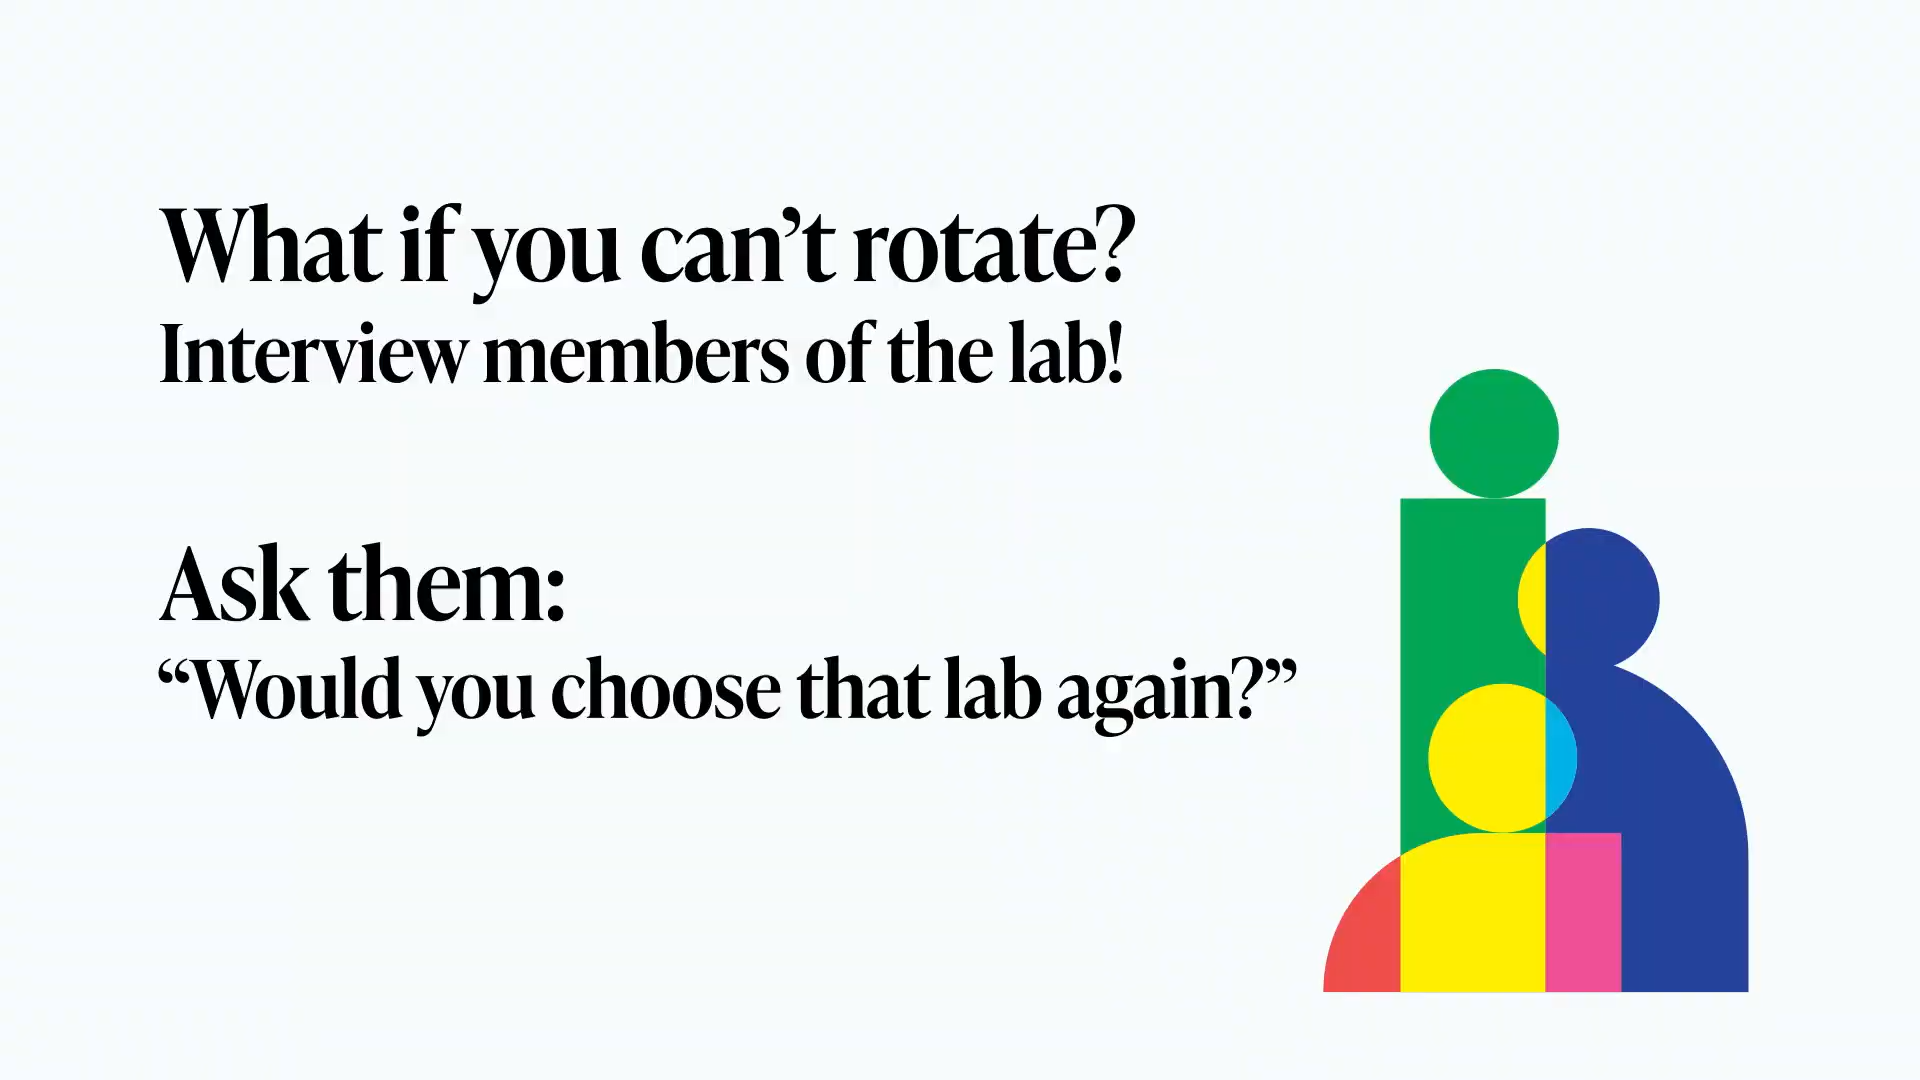 What if you can’t rotate?
Interview members of the lab!
Ask them:
“Would you choose that lab again?”